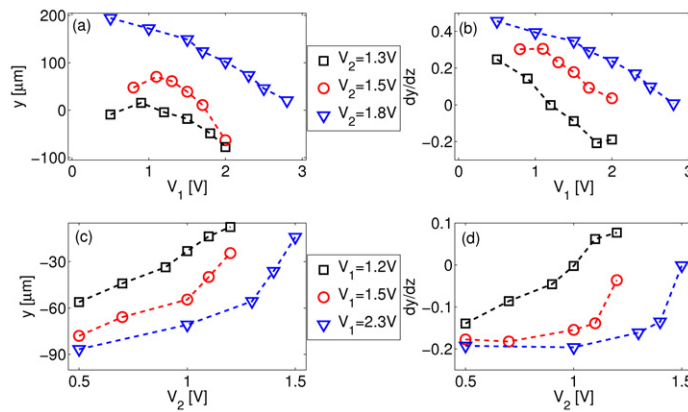 (a)
y [μm]
200
100
0
−100
0
1
2
3
V1 [V]
V2=1.3V
V2=1.5V
V2=1.8V
(b)
dy/dz
0.4
0.2
0
−0.2
0
1
2
3
V1 [V]
(c)
y [μm]
−30
−60
−90
0.5
1.0
1.5
V2 [V]
V1=1.2V
V1=1.5V
V1=2.3V
(d)
dy/dz
0.1
0
−0.1
−0.2
0.5
1
1.5
V2 [V]